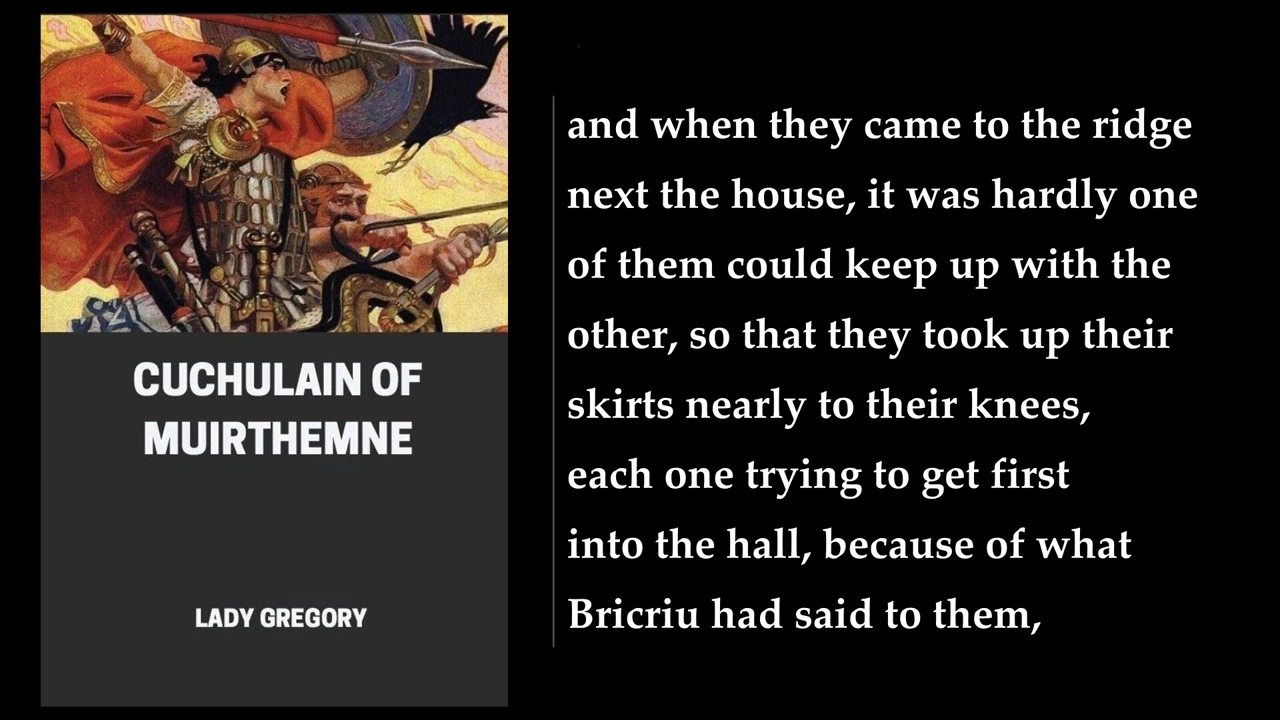 CUCHULAIN OF
MUIRTHEMNE
LADY GREGORY
and when they came to the ridge
next the house, it was hardly one
of them could keep up with the
other, so that they took up their
skirts nearly to their knees,
each one trying to get first
into the hall, because of what
Bricriu had said to them,